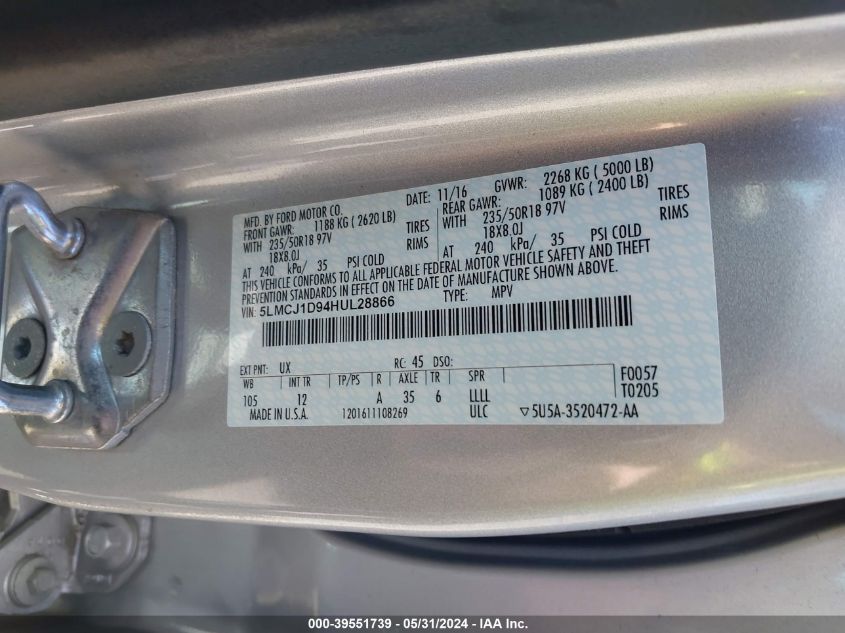 MFD. BY FORD MOTOR CO.
DATE: 11/16 GVWR: 2268 KG ( 5000 LB)
FRONT GAWR: 1188 KG ( 2620 LB)
REAR GAWR: 1089 KG ( 2400 LB)
WITH 235/50R18 97V TIRES
235/50R18 97V TIRES
18X8.0J RIMS
18X8.0J RIMS
AT 240 kPa/ 35 PSI COLD
AT 240 kPa/ 35 PSI COLD
THIS VEHICLE CONFORMS TO ALL APPLICABLE FEDERAL MOTOR VEHICLE SAFETY AND THEFT
PREVENTION STANDARDS IN EFFECT ON THE DATE OF MANUFACTURE SHOWN ABOVE.
VIN: 5LMCJ1D94HUL28866 TYPE: MPV
EXT PNT: UX RC: 45 DSO:
WB INT TR TP/PS R AXLE TR SPR
105 12 A 35 6 LLLL
F0057
T0205
MADE IN U.S.A. 1201611108269 ULC ▽5U5A-3520472-AA
000-39551739 - 05/31/2024 - IAA Inc.